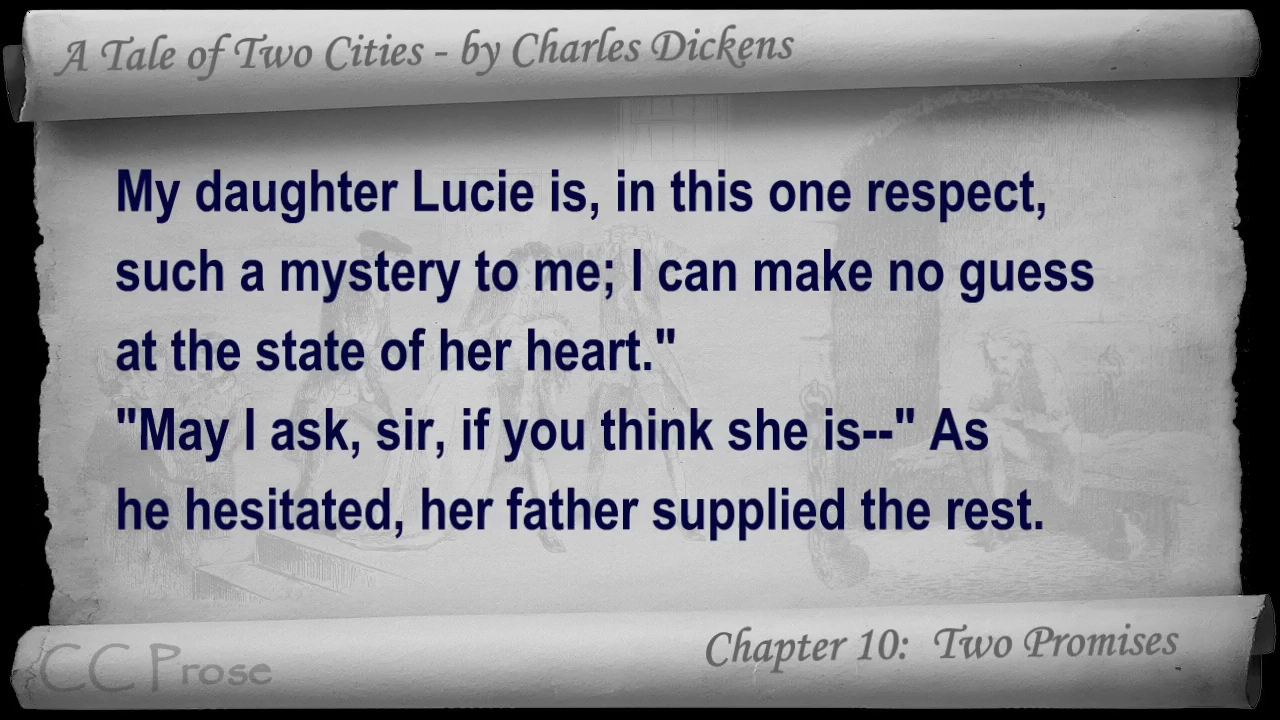 A Tale of Two Cities - by Charles Dickens
My daughter Lucie is, in this one respect,
such a mystery to me; I can make no guess
at the state of her heart."
"May I ask, sir, if you think she is--" As
he hesitated, her father supplied the rest.
Chapter 10: Two Promises
CC Prose